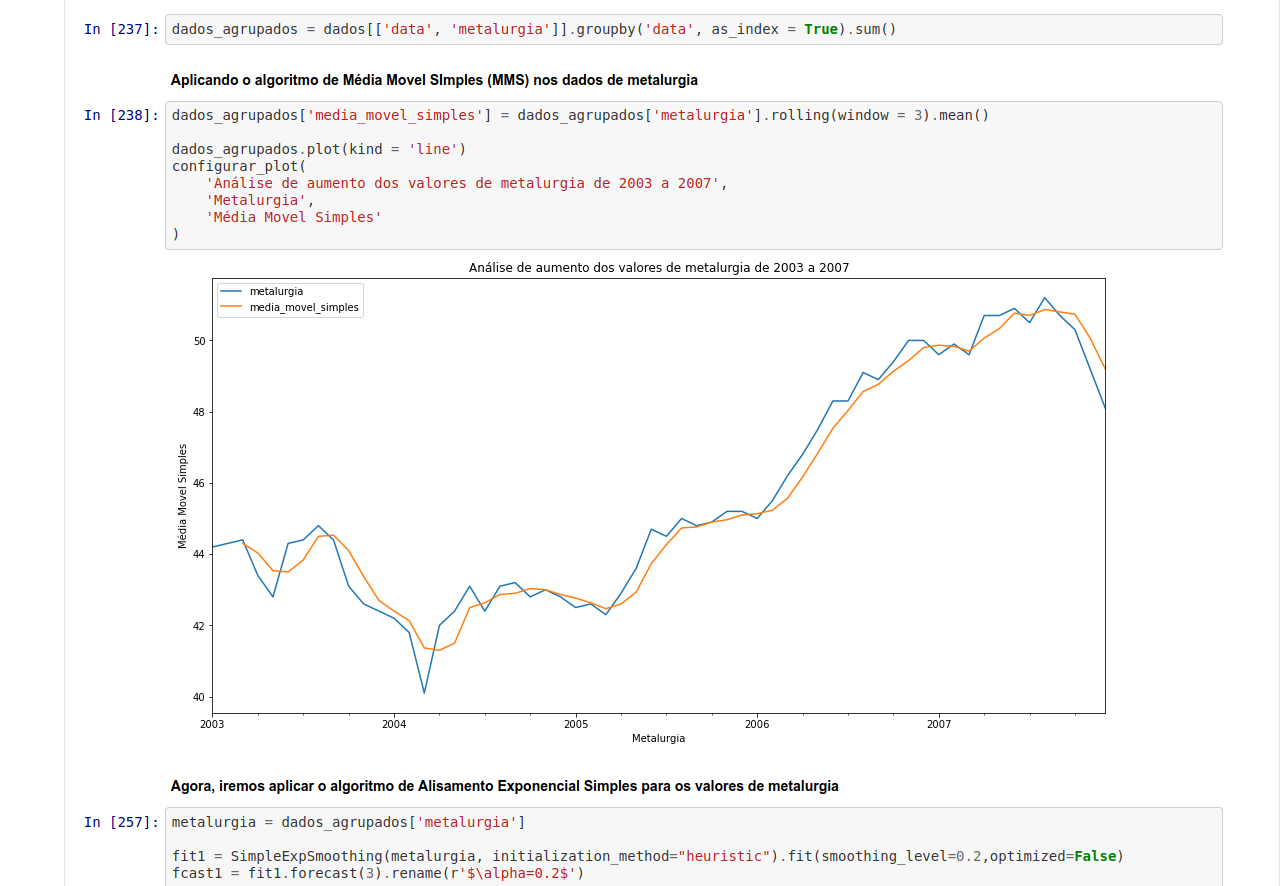 In [237]: dados_agrupados = dados[['data', 'metalurgia']].groupby('data', as_index = True).sum()
Aplicando o algoritmo de Média Movel SImples (MMS) nos dados de metalurgia
In [238]: dados_agrupados['media_movel_simples'] = dados_agrupados['metalurgia'].rolling(window = 3).mean()
dados_agrupados.plot(kind = 'line')
configurar_plot(
'Análise de aumento dos valores de metalurgia de 2003 a 2007',
'Metalurgia',
'Média Movel Simples'
)
Análise de aumento dos valores de metalurgia de 2003 a 2007
metalurgia
media_movel_simples
50
48
46
44
42
40
Média Movel Simples
2003 2004 2005 2006 2007
Metalurgia
Agora, iremos aplicar o algoritmo de Alisamento Exponencial Simples para os valores de metalurgia
In [257]: metalurgia = dados_agrupados['metalurgia']
fit1 = SimpleExpSmoothing(metalurgia, initialization_method="heuristic").fit(smoothing_level=0.2,optimized=False)
fcast1 = fit1.forecast(3).rename(r'$\alpha=0.2$')